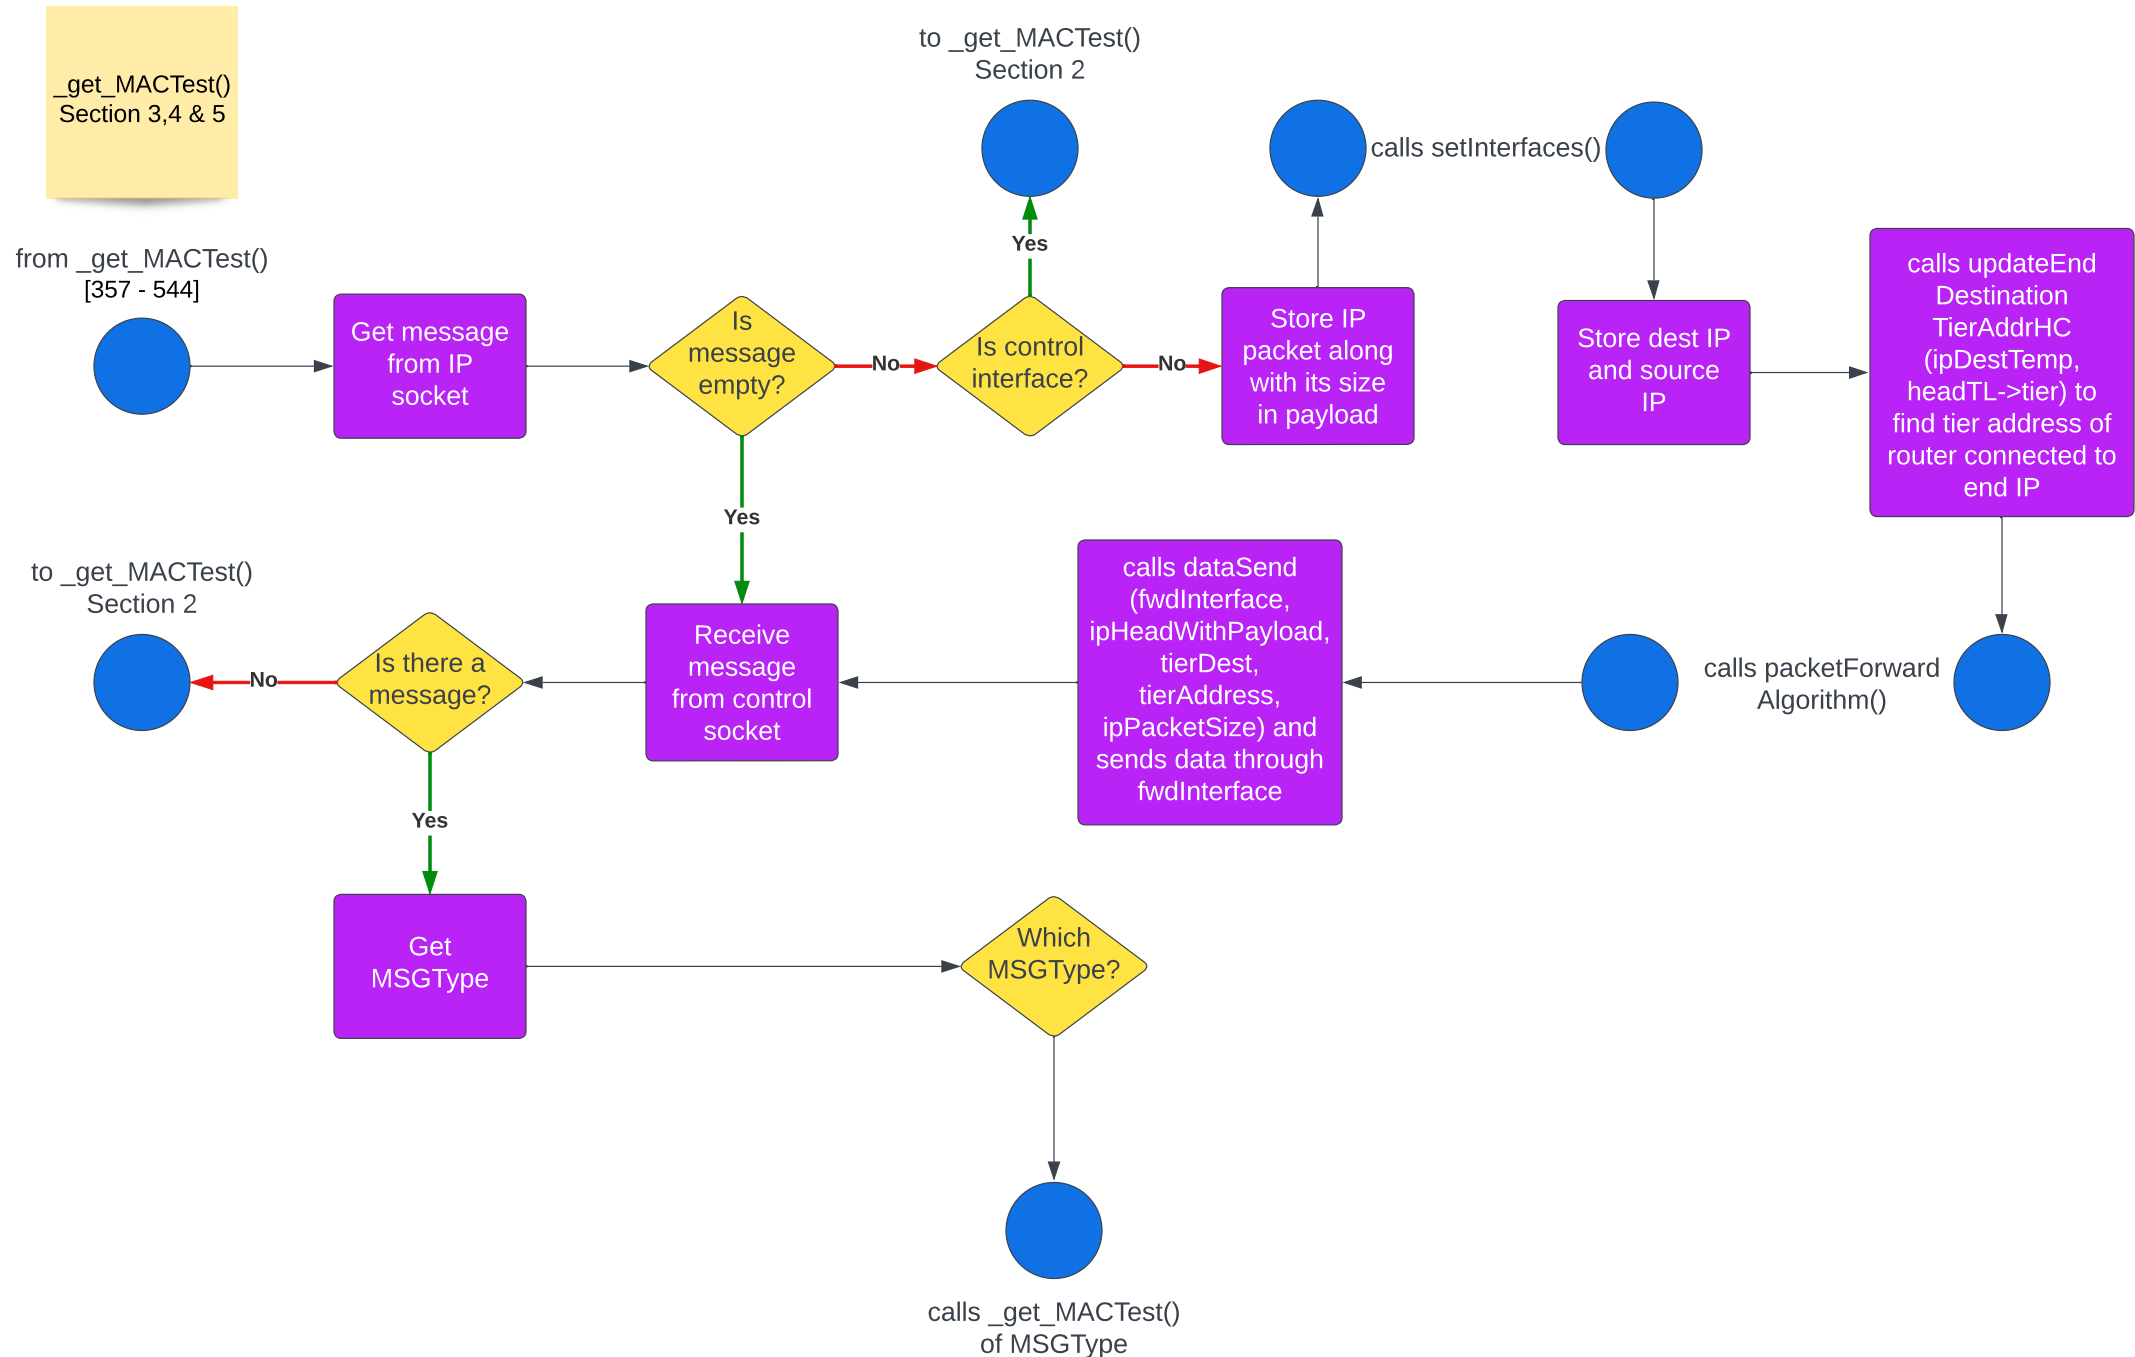 _get_MACTest()
Section 3,4 & 5
to _get_MACTest()
Section 2
calls setInterfaces()
from _get_MACTest()
[357 - 544]
Get message
from IP
socket
Is
message
empty?
No
Is control
interface?
Yes
No
Store IP
packet along
with its size
in payload
Store dest IP
and source
IP
calls updateEnd
Destination
TierAddrHC
(ipDestTemp,
headTL->tier) to
find tier address of
router connected to
end IP
Yes
to _get_MACTest()
Section 2
No
Is there a
message?
Receive
message
from control
socket
calls dataSend
(fwdInterface,
ipHeadWithPayload,
tierDest,
tierAddress,
ipPacketSize) and
sends data through
fwdInterface
calls packetForward
Algorithm()
Yes
Get
MSGType
Which
MSGType?
calls _get_MACTest()
of MSGType